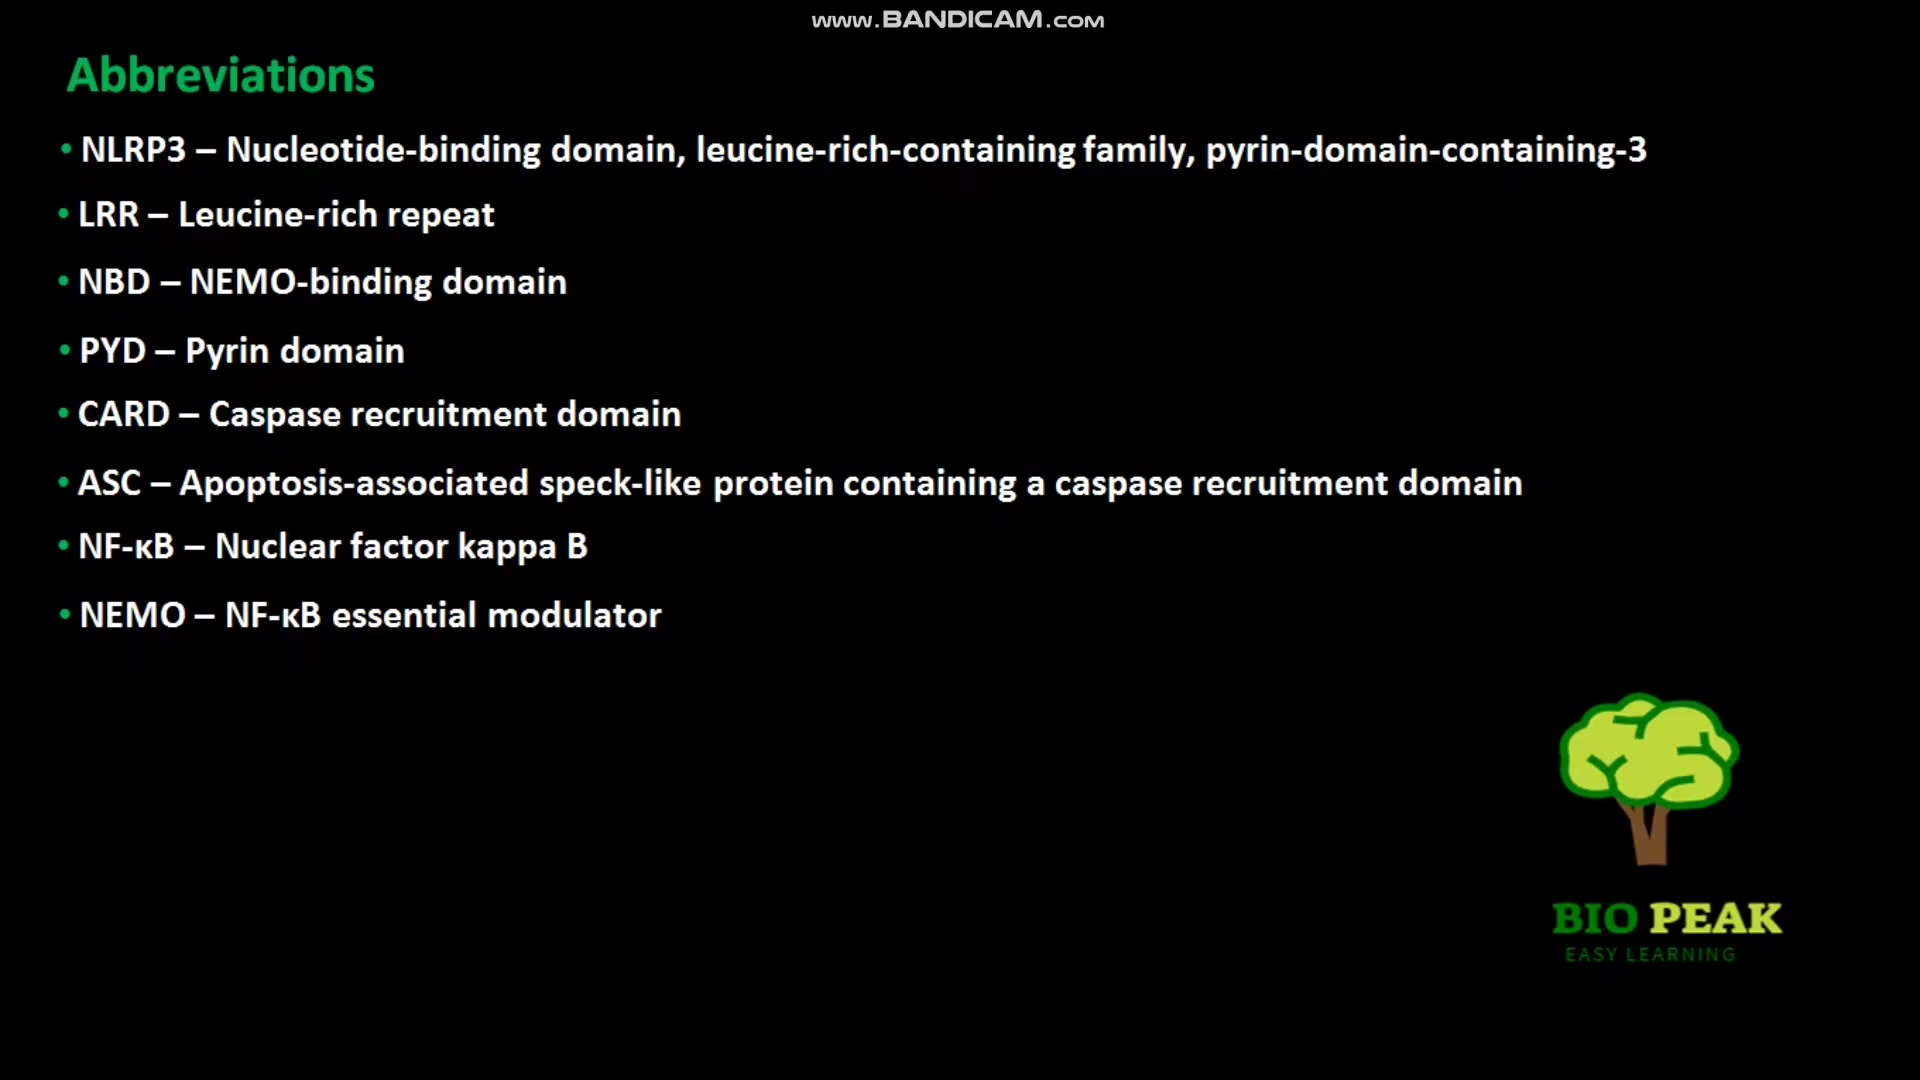 www.BANDICAM.com
Abbreviations
• NLRP3 – Nucleotide-binding domain, leucine-rich-containing family, pyrin-domain-containing-3
• LRR – Leucine-rich repeat
• NBD – NEMO-binding domain
• PYD – Pyrin domain
• CARD – Caspase recruitment domain
• ASC – Apoptosis-associated speck-like protein containing a caspase recruitment domain
• NF-κB – Nuclear factor kappa B
• NEMO – NF-κB essential modulator
BIO PEAK
EASY LEARNING